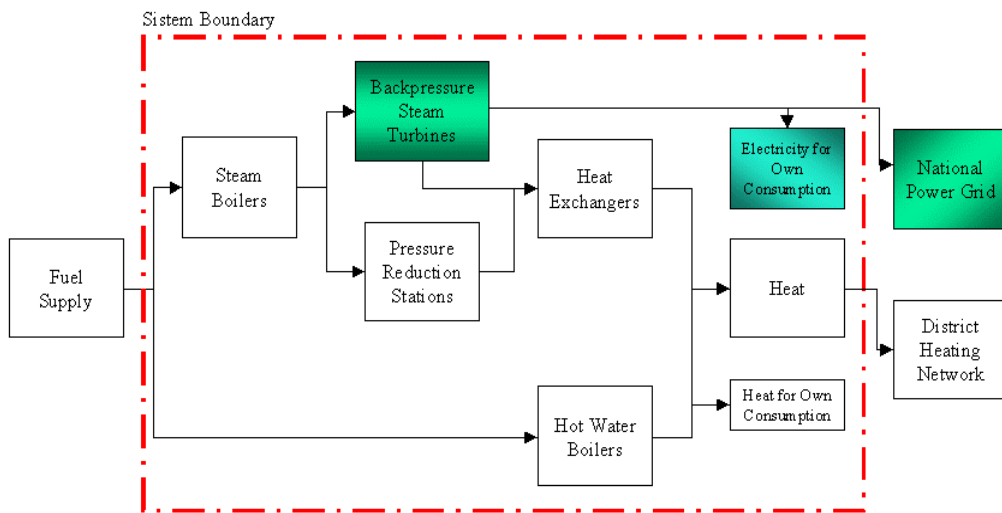 Sistem Boundary
Backpressure
Steam
Turbines
Electricity for
Own
Consumption
National
Power Grid
Steam
Boilers
Heat
Exchangers
Pressure
Reduction
Stations
Fuel
Supply
Heat
District
Heating
Network
Heat for Own
Consumption
Hot Water
Boilers